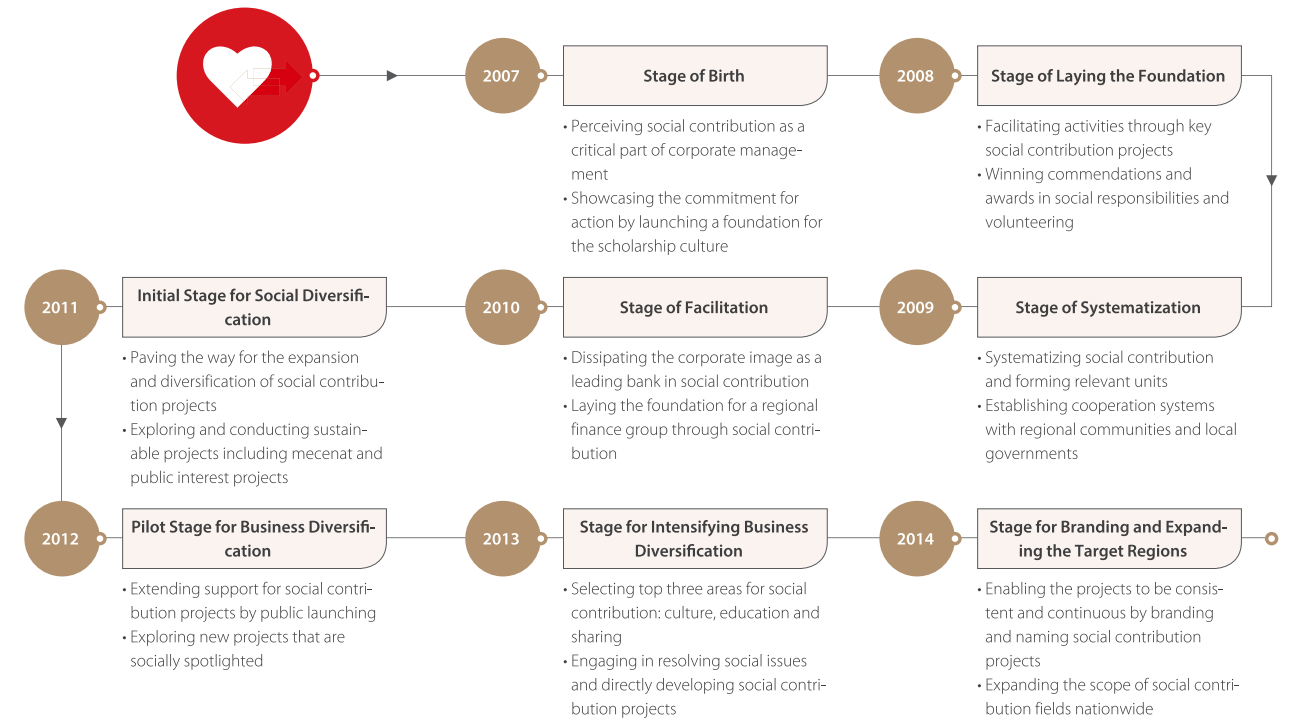 2007
Stage of Birth
• Perceiving social contribution as a
critical part of corporate manage-
ment
• Showcasing the commitment for
action by launching a foundation for
the scholarship culture
2008
Stage of Laying the Foundation
• Facilitating activities through key
social contribution projects
• Winning commendations and
awards in social responsibilities and
volunteering
2009
Stage of Systematization
• Systematizing social contribution
and forming relevant units
• Establishing cooperation systems
with regional communities and local
governments
2010
Stage of Facilitation
• Dissipating the corporate image as a
leading bank in social contribution
• Laying the foundation for a regional
finance group through social contri-
bution
2011
Initial Stage for Social Diversifi-
cation
• Paving the way for the expansion
and diversification of social contribu-
tion projects
• Exploring and conducting sustain-
able projects including mecenat and
public interest projects
2012
Pilot Stage for Business Diversifi-
cation
• Extending support for social contri-
bution projects by public launching
• Exploring new projects that are
socially spotlighted
2013
Stage for Intensifying Business
Diversification
• Selecting top three areas for social
contribution: culture, education and
sharing
• Engaging in resolving social issues
and directly developing social contri-
bution projects
2014
Stage for Branding and Expand-
ing the Target Regions
• Enabling the projects to be consis-
tent and continuous by branding
and naming social contribution
projects
• Expanding the scope of social contri-
bution fields nationwide